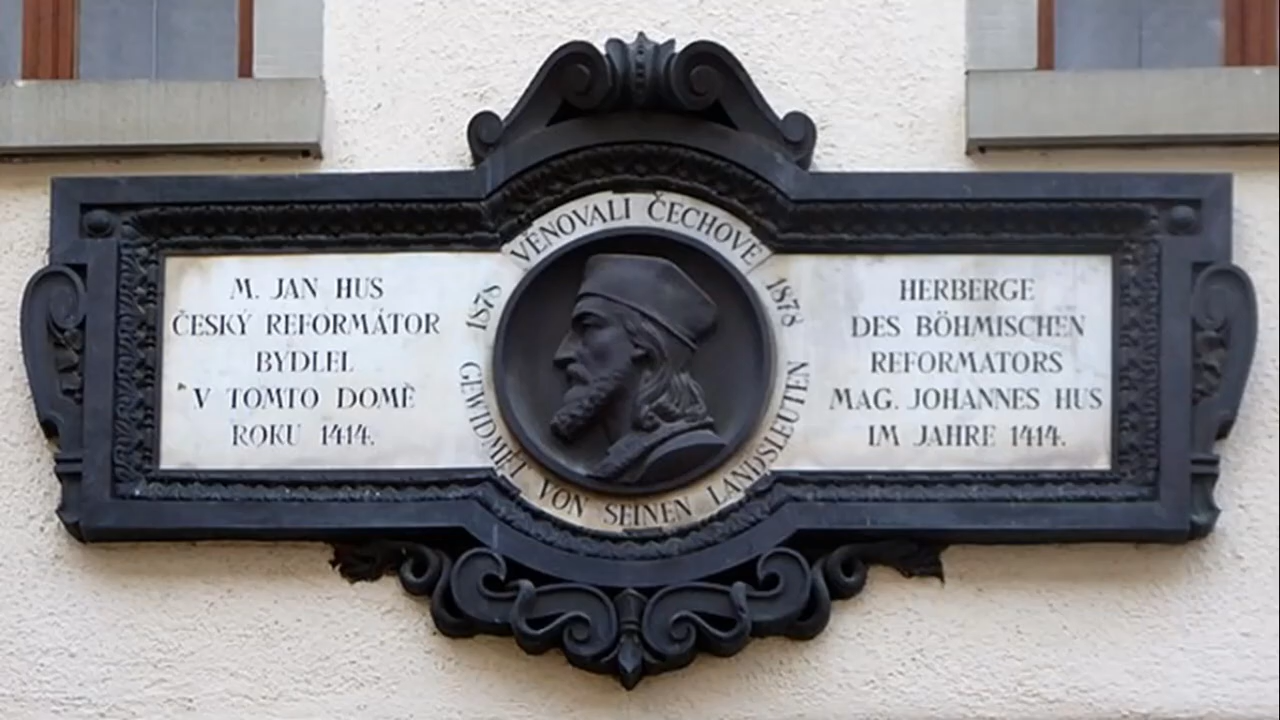 M. JAN HUS
ČESKÝ REFORMÁTOR
BYDLEL
V TOMTO DOMĚ
ROKU 1414.
VĚNOVALI ČECHOVÉ
1878 1878
GEWIDMET VON SEINEN LANDSLEUTEN
HERBERGE
DES BÖHMISCHEN
REFORMATORS
MAG. JOHANNES HUS
IM JAHRE 1414.